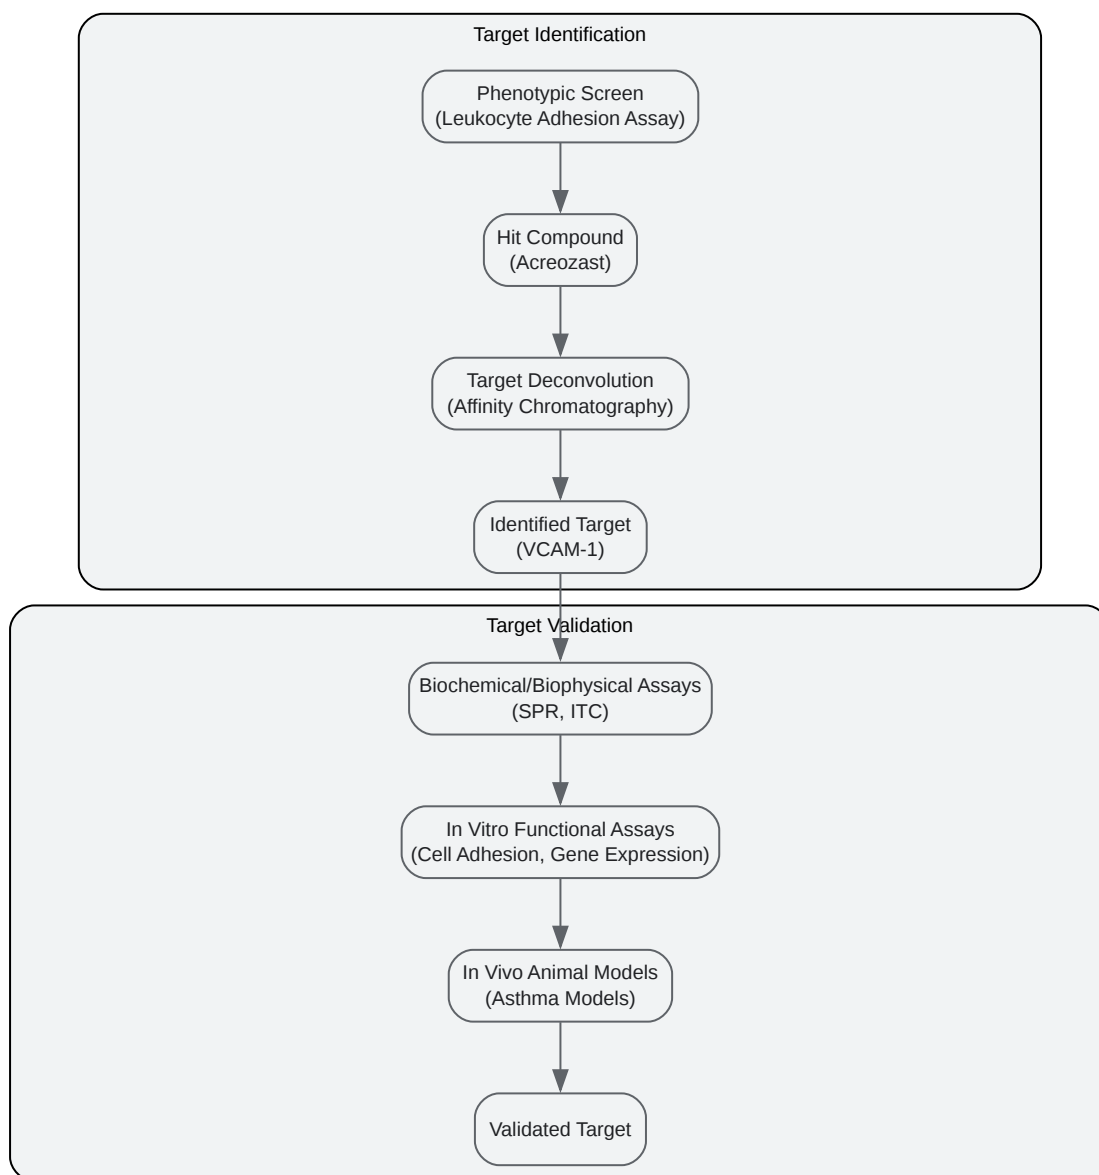 Target Identification
Phenotypic Screen
(Leukocyte Adhesion Assay)
Hit Compound
(Acreozast)
Target Deconvolution
(Affinity Chromatography)
Identified Target
(VCAM-1)
Target Validation
Biochemical/Biophysical Assays
(SPR, ITC)
In Vitro Functional Assays
(Cell Adhesion, Gene Expression)
In Vivo Animal Models
(Asthma Models)
Validated Target